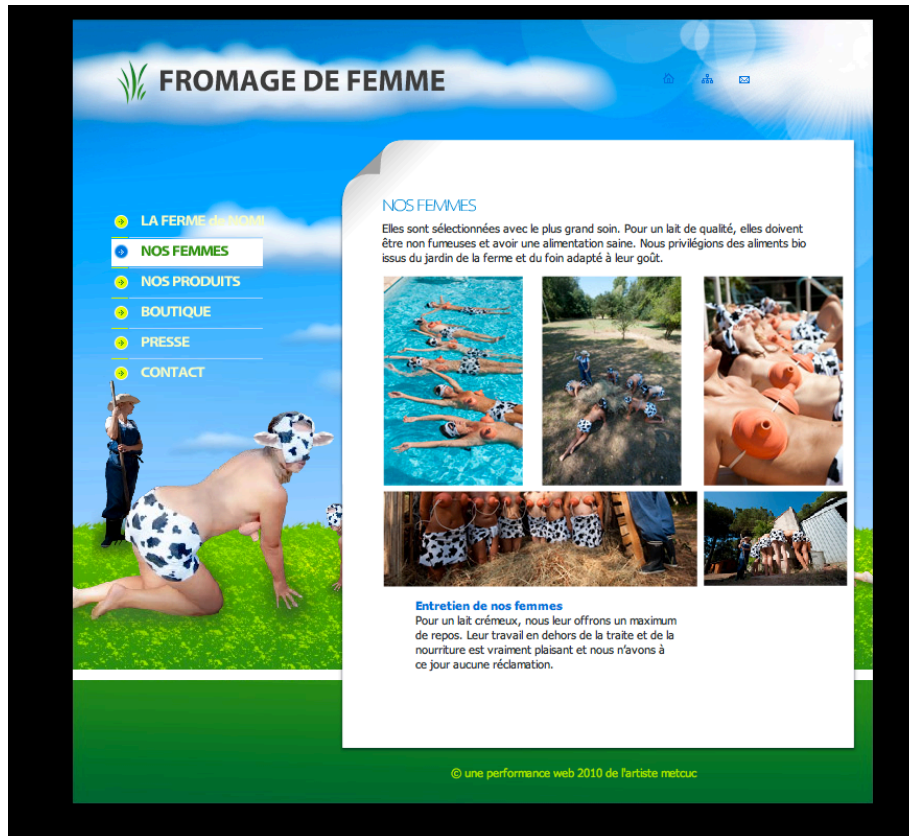 FROMAGE DE FEMME
LA FERME de NOMI
NOS FEMMES
NOS PRODUITS
BOUTIQUE
PRESSE
CONTACT
NOS FEMMES
Elles sont sélectionnées avec le plus grand soin. Pour un lait de qualité, elles doivent
être non fumeuses et avoir une alimentation saine. Nous privilégions des aliments bio
issus du jardin de la ferme et du foin adapté à leur goût.
Entretien de nos femmes
Pour un lait crémeux, nous leur offrons un maximum
de repos. Leur travail en dehors de la traite et de la
nourriture est vraiment plaisant et nous n'avons à
ce jour aucune réclamation.
© une performance web 2010 de l'artiste metcuc